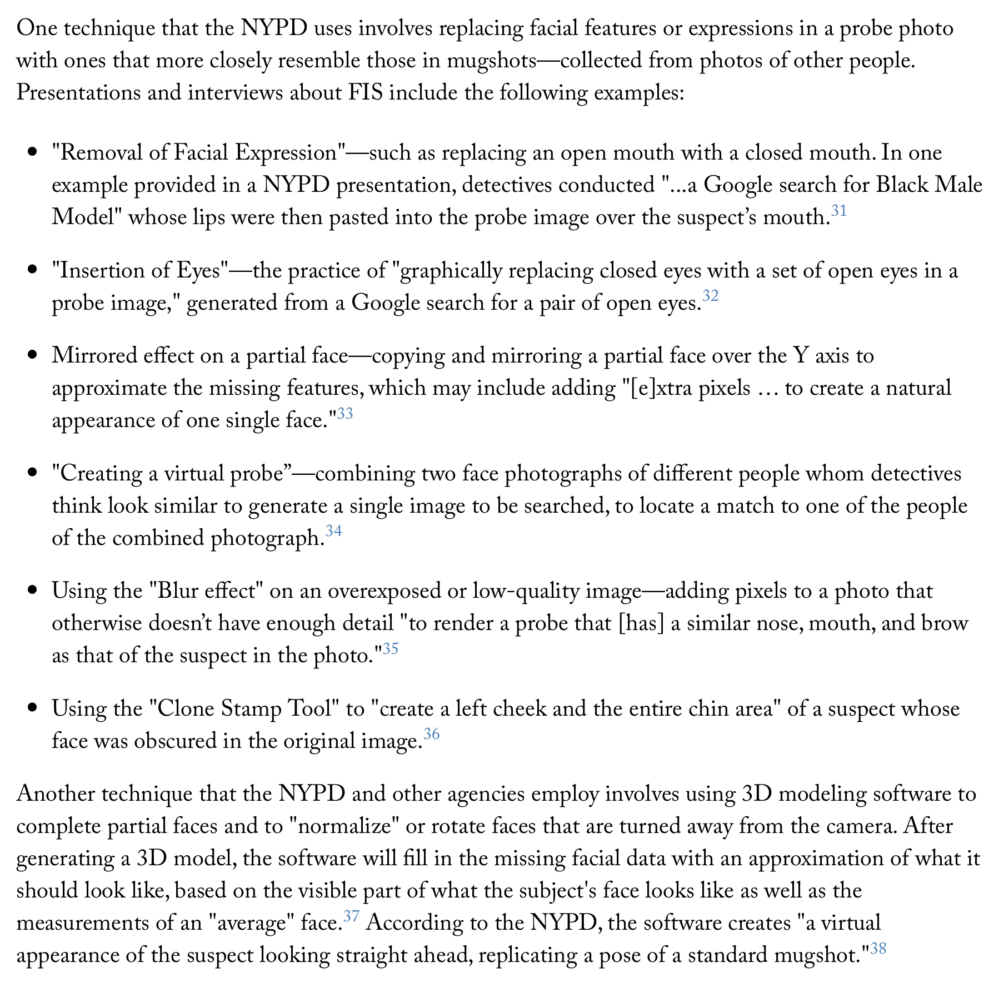 One technique that the NYPD uses involves replacing facial features or expressions in a probe photo
with ones that more closely resemble those in mugshots—collected from photos of other people.
Presentations and interviews about FIS include the following examples:
• "Removal of Facial Expression"—such as replacing an open mouth with a closed mouth. In one
example provided in a NYPD presentation, detectives conducted "...a Google search for Black Male
Model" whose lips were then pasted into the probe image over the suspect’s mouth.31
• "Insertion of Eyes"—the practice of "graphically replacing closed eyes with a set of open eyes in a
probe image," generated from a Google search for a pair of open eyes.32
• Mirrored effect on a partial face—copying and mirroring a partial face over the Y axis to
approximate the missing features, which may include adding "[e]xtra pixels … to create a natural
appearance of one single face."33
• "Creating a virtual probe”—combining two face photographs of different people whom detectives
think look similar to generate a single image to be searched, to locate a match to one of the people
of the combined photograph.34
• Using the "Blur effect" on an overexposed or low-quality image—adding pixels to a photo that
otherwise doesn’t have enough detail "to render a probe that [has] a similar nose, mouth, and brow
as that of the suspect in the photo."35
• Using the "Clone Stamp Tool" to "create a left cheek and the entire chin area" of a suspect whose
face was obscured in the original image.36
Another technique that the NYPD and other agencies employ involves using 3D modeling software to
complete partial faces and to "normalize" or rotate faces that are turned away from the camera. After
generating a 3D model, the software will fill in the missing facial data with an approximation of what it
should look like, based on the visible part of what the subject's face looks like as well as the
measurements of an "average" face.37 According to the NYPD, the software creates "a virtual
appearance of the suspect looking straight ahead, replicating a pose of a standard mugshot."38